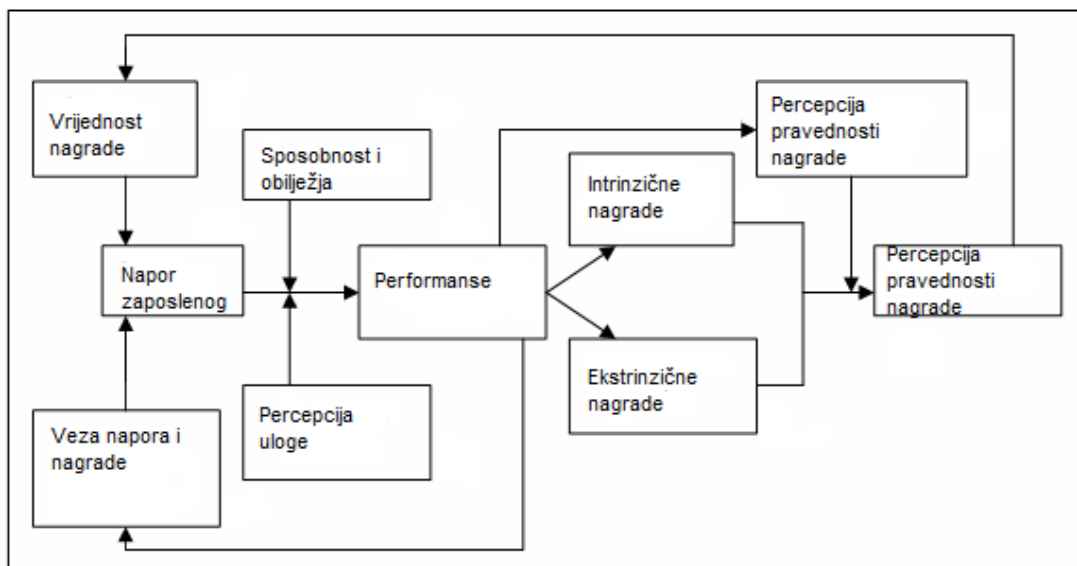 Vrijednost
nagrade
Sposobnost i
obilježja
Percepcija
pravednosti
nagrade
Intrinzične
nagrade
Napor
zaposlenog
Performanse
Percepcija
pravednosti
nagrade
Ekstrinzične
nagrade
Percepcija
uloge
Veza napora i
nagrade